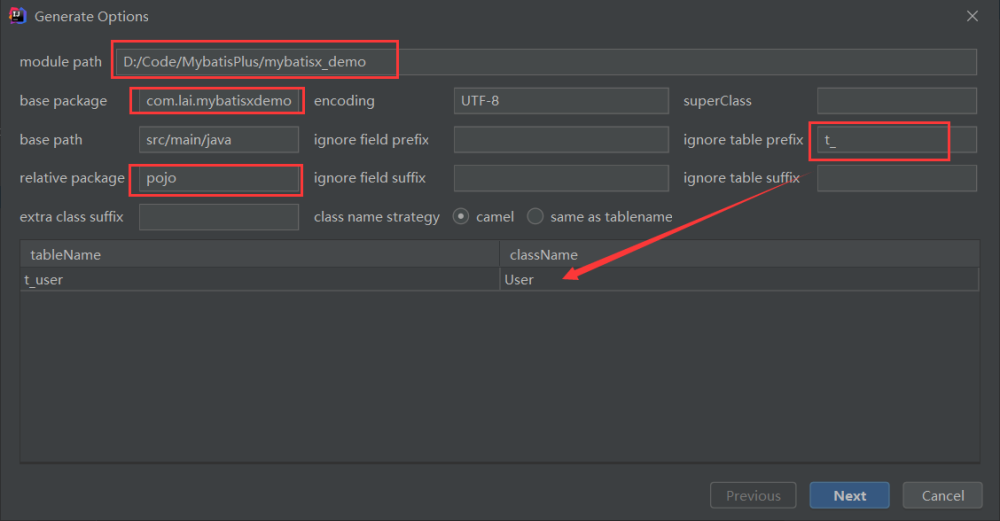 Generate Options
module path D:/Code/MybatisPlus/mybatisx_demo
base package com.lai.mybatisxdemo encoding UTF-8 superClass
base path src/main/java ignore field prefix ignore table prefix t_
relative package pojo ignore field suffix ignore table suffix
extra class suffix class name strategy camel same as tablename
tableName className
t_user User
Previous Next Cancel